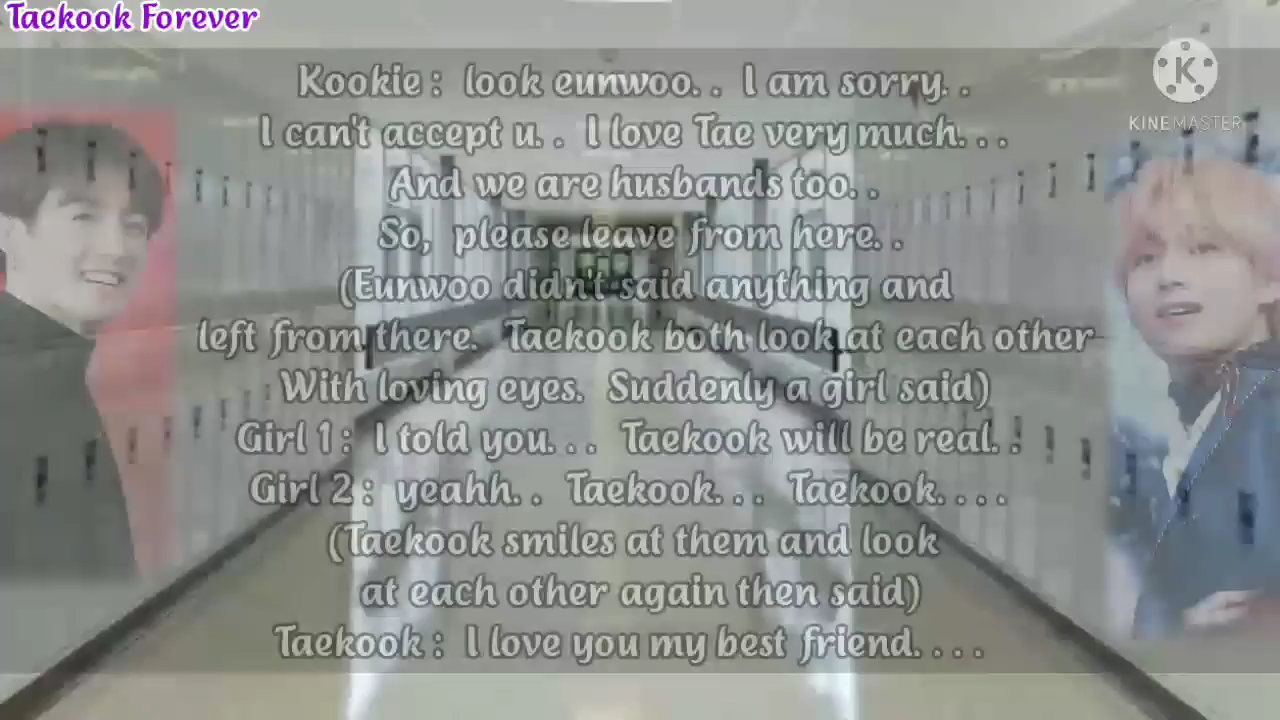 Taekook Forever
KINEMASTER
Kookie : look eunwoo. . I am sorry. .
I can't accept u. . I love Tae very much. . .
And we are husbands too. .
So, please leave from here. .
(Eunwoo didn't said anything and
left from there. Taekook both look at each other
With loving eyes. Suddenly a girl said)
Girl 1 : I told you. . . Taekook will be real. :
Girl 2 : yeahh. . Taekook. . . Taekook. . . .
(Taekook smiles at them and look
at each other again then said)
Taekook : I love you my best friend. . . .